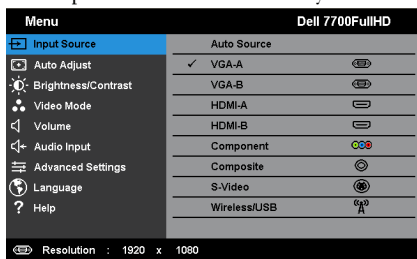 Menu Dell 7700FullHD
Input Source Auto Source
Auto Adjust ✓ VGA-A
Brightness/Contrast VGA-B
Video Mode HDMI-A
Volume HDMI-B
Audio Input Component
Advanced Settings Composite
Language S-Video
? Help Wireless/USB
Resolution : 1920 x 1080